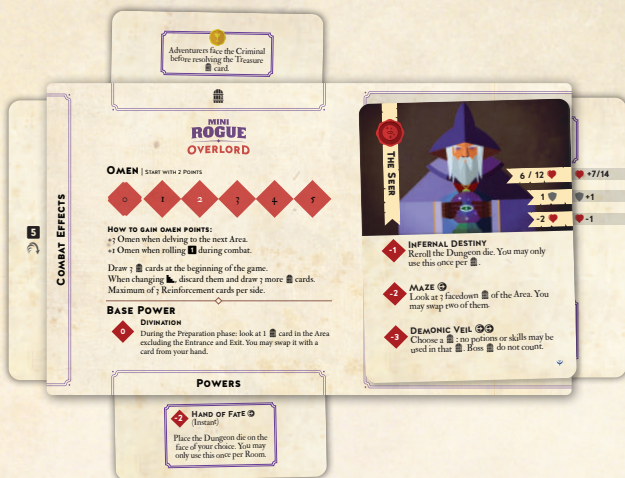 Adventurers face the Criminal
before resolving the Treasure
card.
MINI
ROGUE
OVERLORD
OMEN | START WITH 2 POINTS
0 1 2 3 4 5
HOW TO GAIN OMEN POINTS:
+3 Omen when delving to the next Area.
+1 Omen when rolling 1 during combat.
Draw 3 cards at the beginning of the game.
When changing , discard them and draw 3 more cards.
Maximum of 3 Reinforcement cards per side.
BASE POWER
0
DIVINATION
During the Preparation phase: look at 1 card in the Area
excluding the Entrance and Exit. You may swap it with a
card from your hand.
POWERS
-2 HAND OF FATE
(Instant)
Place the Dungeon die on the
face of your choice. You may
only use this once per Room.
5
COMBAT EFFECTS
THE SEER
6 / 12 +7/14
1 +1
-2 -1
-1 INFERNAL DESTINY
Reroll the Dungeon die. You may only
use this once per .
-2 MAZE
Look at 3 facedown of the Area. You
may swap two of them.
-3 DEMONIC VEIL
Choose a : no potions or skills may be
used in that . Boss do not count.